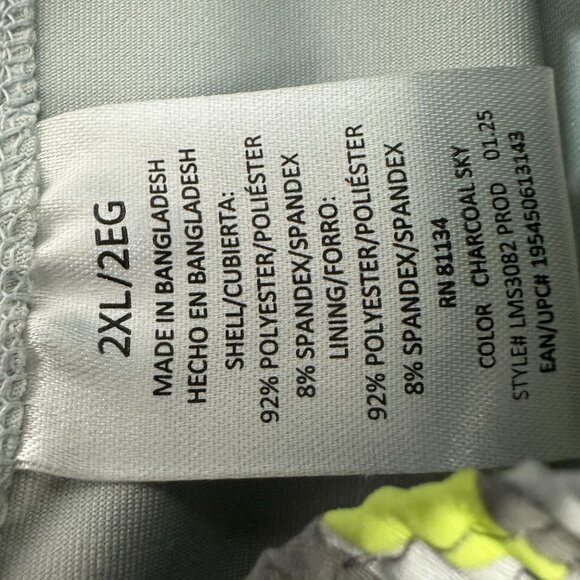 2XL/2EG
MADE IN BANGLADESH
HECHO EN BANGLADESH
SHELL/CUBIERTA:
92% POLYESTER/POLIÉSTER
8% SPANDEX/SPANDEX
LINING/FORRO:
92% POLYESTER/POLIÉSTER
8% SPANDEX/SPANDEX
RN 81134
COLOR CHARCOAL SKY
STYLE# LMS3082 PROD 01.25
EAN/UPC# 195450613143